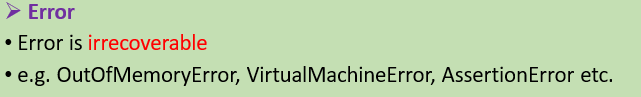 ➤ Error
• Error is irrecoverable
• e.g. OutOfMemoryError, VirtualMachineError, AssertionError etc.